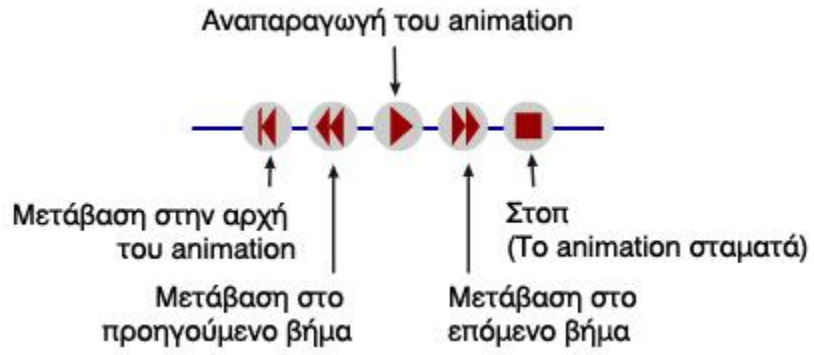 Αναπαραγωγή του animation
Μετάβαση στην αρχή
του animation
Στοπ
(Το animation σταματά)
Μετάβαση στο
προηγούμενο βήμα
Μετάβαση στο
επόμενο βήμα